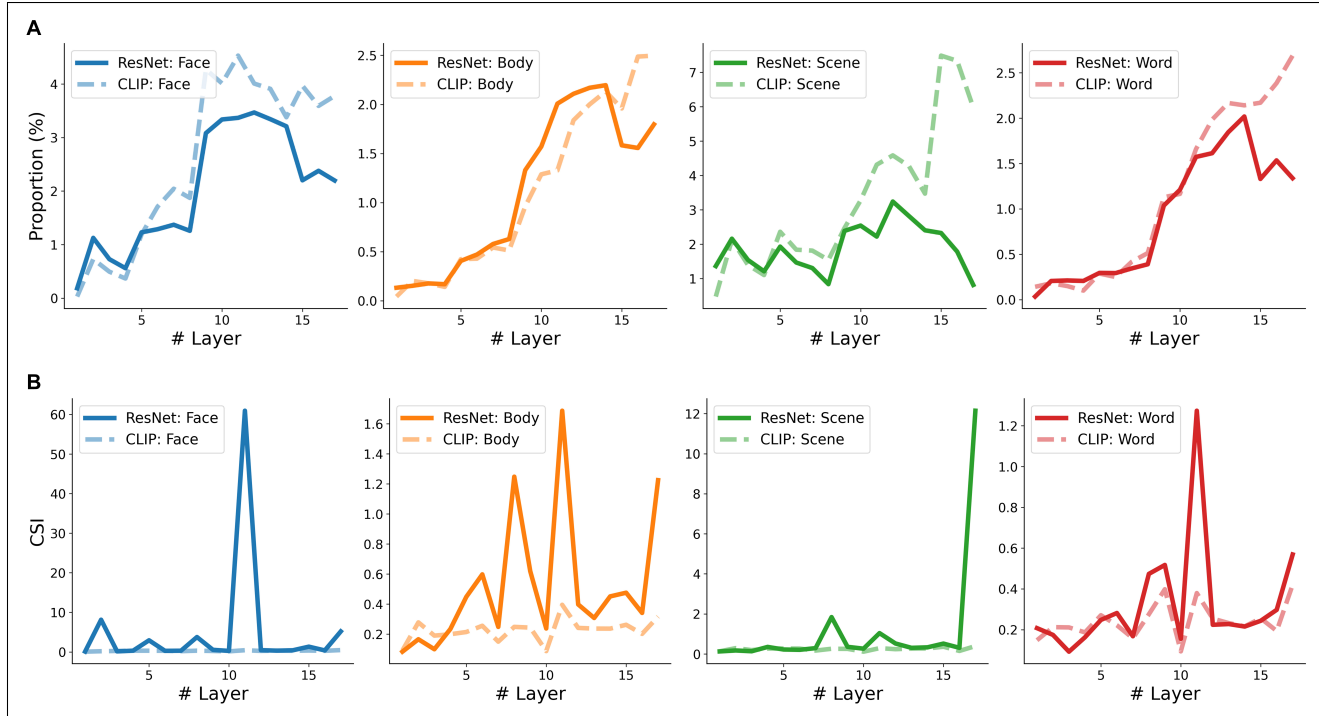 A
ResNet: Face
CLIP: Face
ResNet: Body
CLIP: Body
ResNet: Scene
CLIP: Scene
ResNet: Word
CLIP: Word
Proportion (%)
0
1
2
3
4
5
10
15
# Layer
0.0
0.5
1.0
1.5
2.0
2.5
5
10
15
# Layer
1
2
3
4
5
6
7
5
10
15
# Layer
0.0
0.5
1.0
1.5
2.0
2.5
5
10
15
# Layer
B
ResNet: Face
CLIP: Face
ResNet: Body
CLIP: Body
ResNet: Scene
CLIP: Scene
ResNet: Word
CLIP: Word
CSI
0
10
20
30
40
50
60
5
10
15
# Layer
0.2
0.4
0.6
0.8
1.0
1.2
1.4
1.6
5
10
15
# Layer
0
2
4
6
8
10
12
5
10
15
# Layer
0.2
0.4
0.6
0.8
1.0
1.2
5
10
15
# Layer